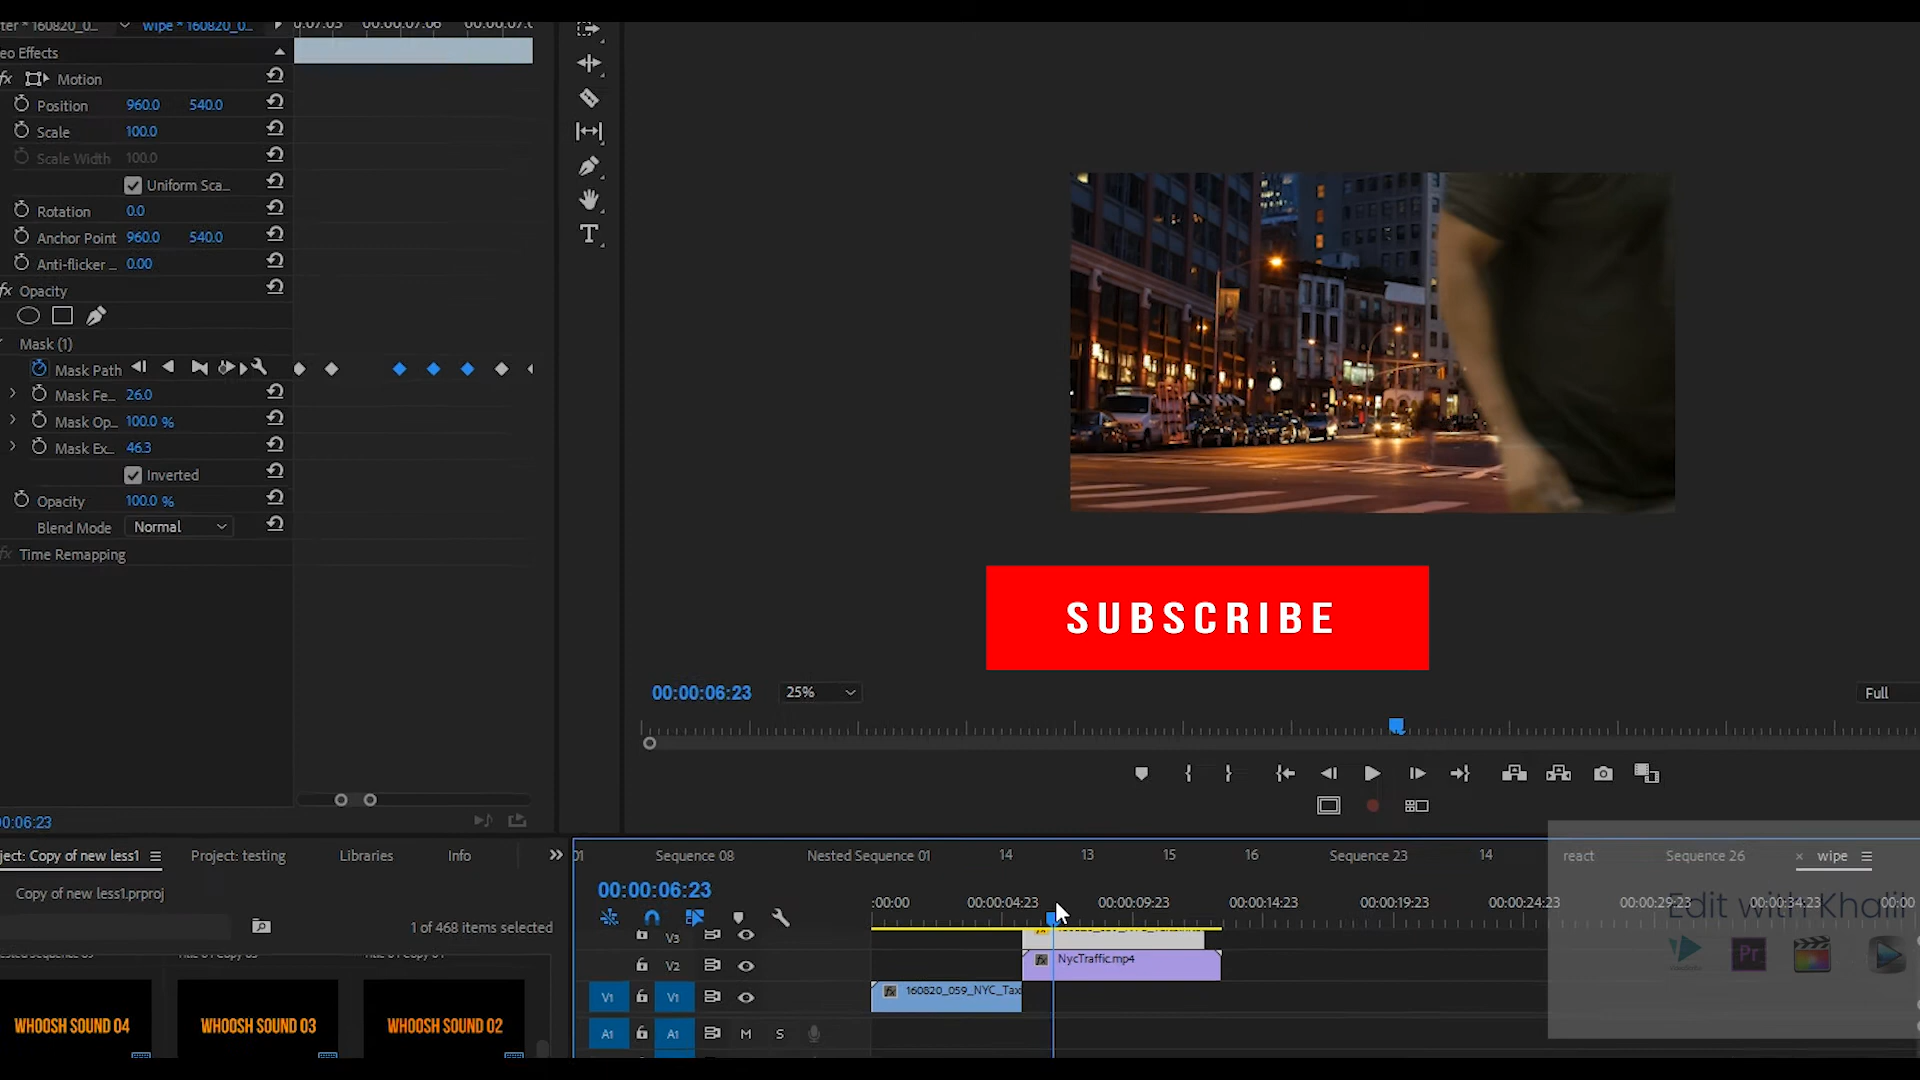 wipe * 160820_0...
eo Effects
fx Motion
Position 960.0 540.0
Scale 100.0
Scale Width 100.0
Uniform Sca...
Rotation 0.0
Anchor Point 960.0 540.0
Anti-flicker ... 0.00
fx Opacity
Mask (1)
Mask Path
Mask Fe... 26.0
Mask Op... 100.0 %
Mask Ex... 46.3
Inverted
Opacity 100.0 %
Blend Mode Normal
fx Time Remapping
T
SUBSCRIBE
00:00:06:23 25% Full
0:06:23
ject: Copy of new less1 Project: testing Libraries Info
01 Sequence 08 Nested Sequence 01 14 13 15 16 Sequence 23 14 react Sequence 26 × wipe
Copy of new less1.prproj
1 of 468 items selected
00:00:06:23
:00:00 00:00:04:23 00:00:09:23 00:00:14:23 00:00:19:23 00:00:24:23 00:00:29:23 00:00:34:23 00:00
Edit with Khalil
V3
V2 fx NycTraffic.mp4
Pr
V1 V1 fx 160820_059_NYC_Tax
A1 A1 M S
WHOOSH SOUND 04
WHOOSH SOUND 03
WHOOSH SOUND 02